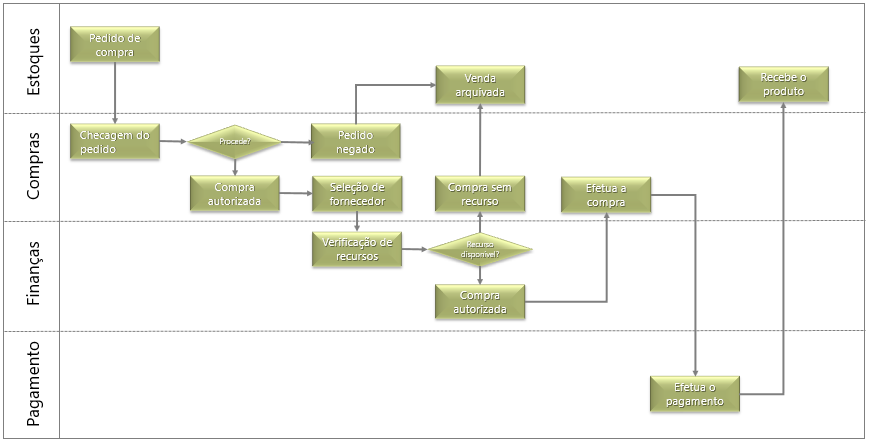 Estoques
Pedido de
compra
Venda
arquivada
Recebe o
produto
Compras
Checagem do
pedido
Procede?
Pedido
negado
Compra
autorizada
Seleção de
fornecedor
Compra sem
recurso
Efetua a
compra
Finanças
Verificação de
recursos
Recurso
disponível?
Compra
autorizada
Pagamento
Efetua o
pagamento